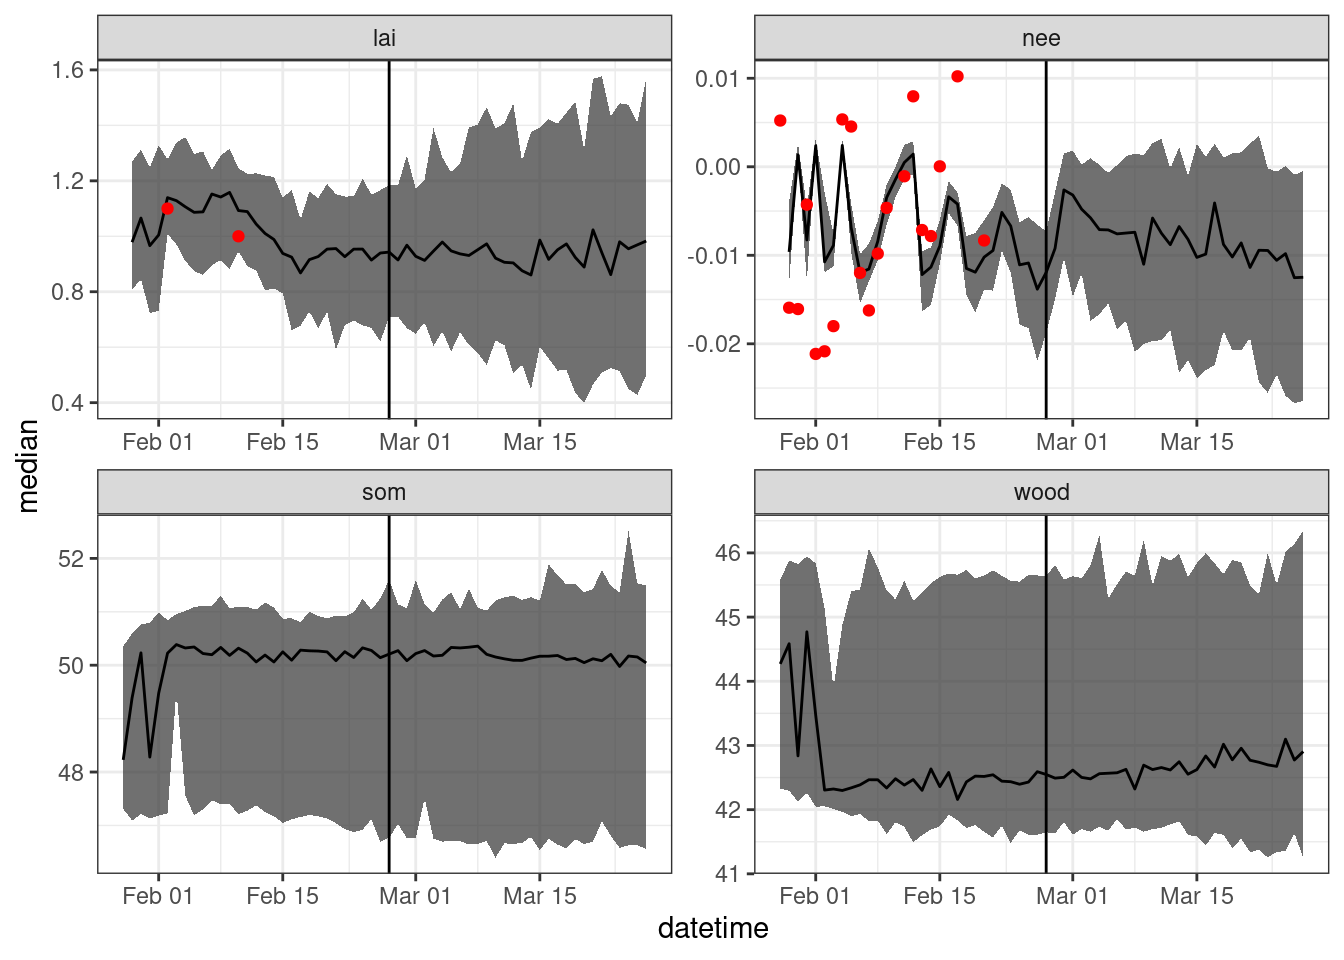 lai
nee
1.6
1.2
0.8
0.4
0.01
0.00
-0.01
-0.02
Feb 01 Feb 15 Mar 01 Mar 15
Feb 01 Feb 15 Mar 01 Mar 15
median
som
wood
52
50
48
46
45
44
43
42
41
Feb 01 Feb 15 Mar 01 Mar 15
Feb 01 Feb 15 Mar 01 Mar 15
datetime